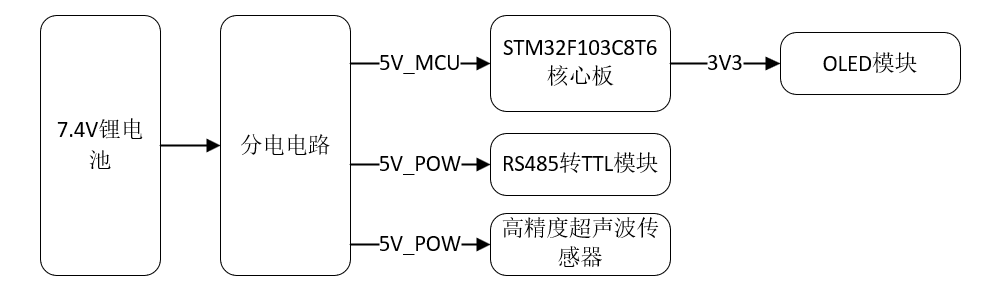 7.4V锂电
池
分电电路
5V_MCU
STM32F103C8T6
核心板
3V3
OLED模块
5V_POW
RS485转TTL模块
5V_POW
高精度超声波传
感器